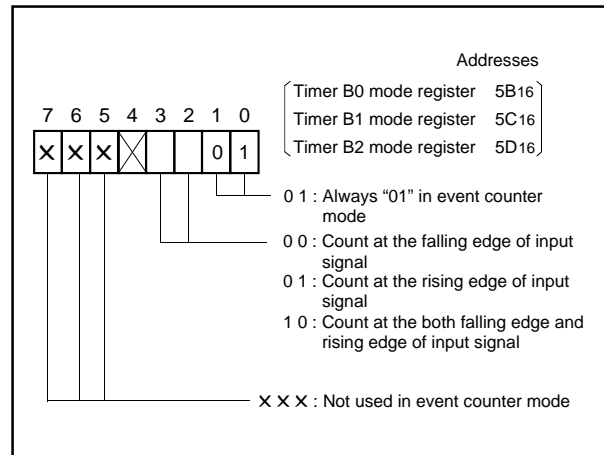 Addresses
Timer B0 mode register 5B16
Timer B1 mode register 5C16
Timer B2 mode register 5D16
7 6 5 4 3 2 1 0
× × × 0 1
0 1 : Always “01” in event counter
mode
0 0 : Count at the falling edge of input
signal
0 1 : Count at the rising edge of input
signal
1 0 : Count at the both falling edge and
rising edge of input signal
× × × : Not used in event counter mode